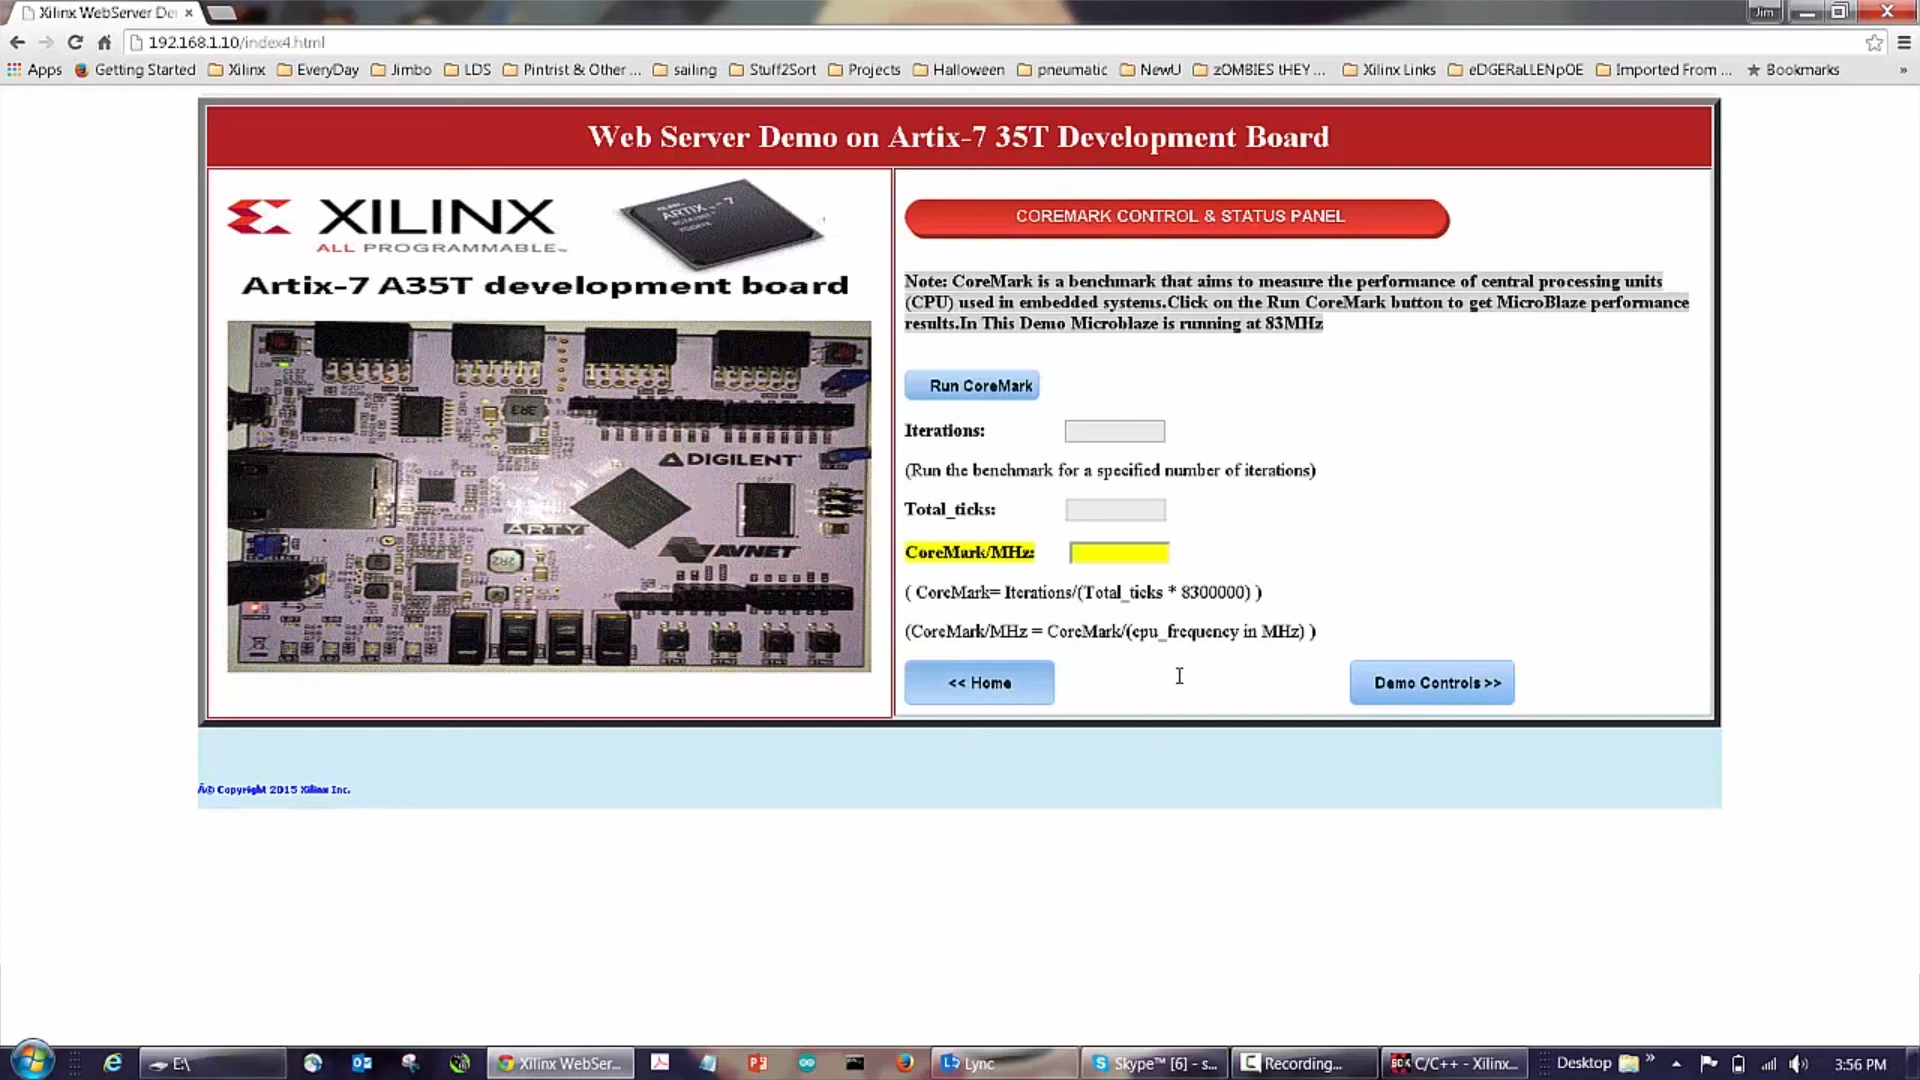 Xilinx WebServer De
Jim
192.168.1.10/index4.html
Apps Getting Started Xilinx EveryDay Jimbo LDS Pintrist & Other ... sailing Stuff2Sort Projects Halloween pneumatic NewU zOMBIES tHEY ... Xilinx Links eDGERaLLENpOE Imported From ... Bookmarks »
Web Server Demo on Artix-7 35T Development Board
XILINX
ALL PROGRAMMABLE™
ARTIX-7
Artix-7 A35T development board
3R3
DIGILENT
ARTY
AVNET
2R2
COREMARK CONTROL & STATUS PANEL
Note: CoreMark is a benchmark that aims to measure the performance of central processing units
(CPU) used in embedded systems.Click on the Run CoreMark button to get MicroBlaze performance
results.In This Demo Microblaze is running at 83MHz
Run CoreMark
Iterations:
(Run the benchmark for a specified number of iterations)
Total_ticks:
CoreMark/MHz:
( CoreMark= Iterations/(Total_ticks * 8300000) )
(CoreMark/MHz = CoreMark/(cpu_frequency in MHz) )
<< Home
Demo Controls >>
Â© Copyright 2015 Xilinx Inc.
E:\ Xilinx WebSer... Lync Skype™ [6] - s... Recording... C/C++ - Xilinx... Desktop » 3:56 PM